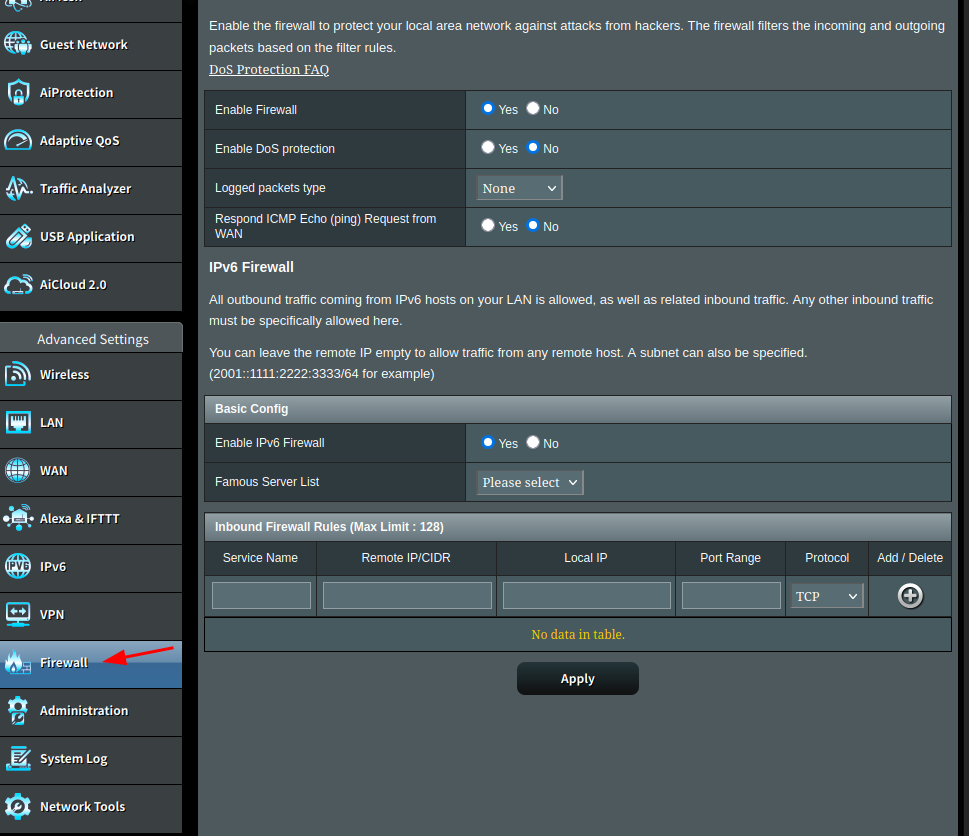 Guest Network
AiProtection
Adaptive QoS
Traffic Analyzer
USB Application
AiCloud 2.0
Advanced Settings
Wireless
LAN
WAN
Alexa & IFTTT
IPv6
VPN
Firewall
Administration
System Log
Network Tools
Enable the firewall to protect your local area network against attacks from hackers. The firewall filters the incoming and outgoing
packets based on the filter rules.
DoS Protection FAQ
Enable Firewall Yes No
Enable DoS protection Yes No
Logged packets type None
Respond ICMP Echo (ping) Request from
WAN Yes No
IPv6 Firewall
All outbound traffic coming from IPv6 hosts on your LAN is allowed, as well as related inbound traffic. Any other inbound traffic
must be specifically allowed here.
You can leave the remote IP empty to allow traffic from any remote host. A subnet can also be specified.
(2001::1111:2222:3333/64 for example)
Basic Config
Enable IPv6 Firewall Yes No
Famous Server List Please select
Inbound Firewall Rules (Max Limit : 128)
Service Name Remote IP/CIDR Local IP Port Range Protocol Add / Delete
TCP
No data in table.
Apply